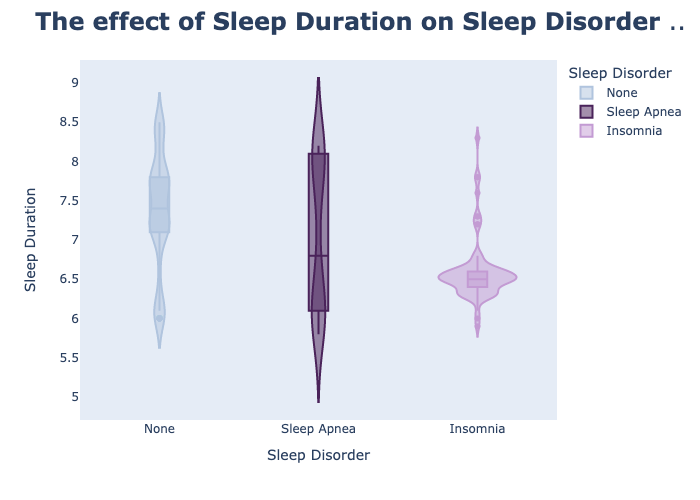 The effect of Sleep Duration on Sleep Disorder ..
Sleep Disorder
None
Sleep Apnea
Insomnia
Sleep Duration
9
8.5
8
7.5
7
6.5
6
5.5
5
None Sleep Apnea Insomnia
Sleep Disorder